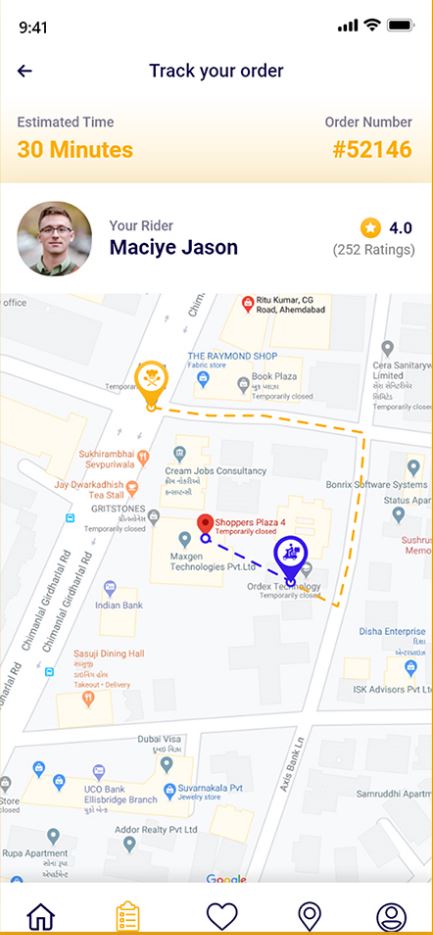 9:41
Track your order
Estimated Time
Order Number
30 Minutes
#52146
Your Rider
Maciye Jason
4.0
(252 Ratings)
office
Chim
Ritu Kumar, CG
Road, Ahemdabad
THE RAYMOND SHOP
Fabric store
Book Plaza
બુક પ્લાઝા
Temporarily closed
Cera Sanitaryw
Limited
સેરા સેનિટરીવેર
લિમિટેડ
Temporarily closed
Temporar
Sukhirambhai
Sevpuriwala
Cream Jobs Consultancy
ક્રીમ નોકરીઓ
કન્સલ્ટન્સી
Jay Dwarkadhish
Tea Stall
Bonrix Software Systems
Status Apar
GRITSTONES
ગ્રીટસ્ટોનેસ
Temporarily closed
Shoppers Plaza 4
Temporarily closed
Maxgen
Technologies Pvt.Ltd
Sushru
Memo
Ordex Technology
Temporarily closed
Chimanlal Girdharlal Rd
Chimanlal Girdharlal Rd
Indian Bank
Disha Enterprise
દિશા
એન્ટરપ્રાઇઝ
Sasuji Dining Hall
સાસુજી
ડાઇનિંગ હોલ
Takeout • Delivery
dharlal Rd
ISK Advisors Pvt Lt
Dubai Visa
દુબઈ વિઝા
Axis Bank Ln
UCO Bank
Ellisbridge Branch
યુકો બેન્ક
Suvarnakala Pvt
Jewelry store
Samruddhi Apartm
Store
closed
Addor Realty Pvt Ltd
Rupa Apartment
રૂપા
એપાર્ટમેન્ટ
Google